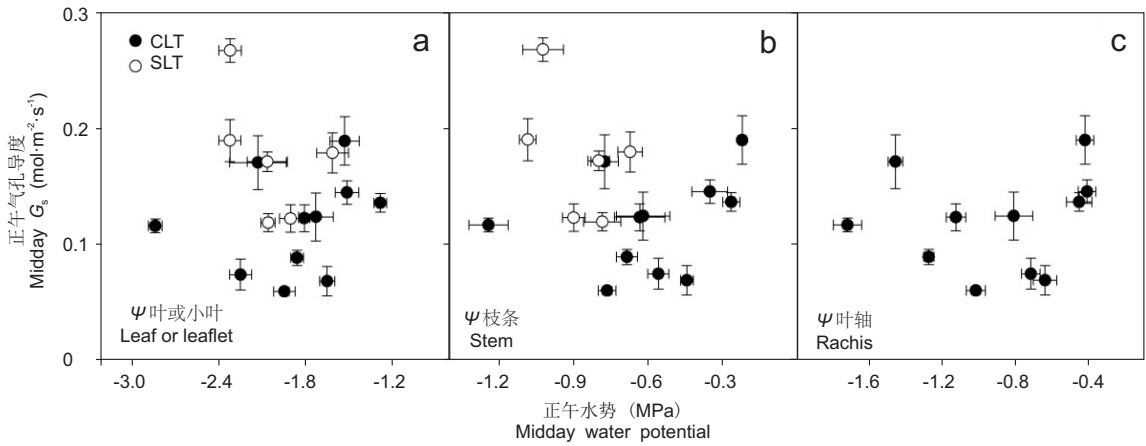 0.3
0.2
0.1
0
正午气孔导度
Midday Gs (mol·m-2·s-1)
CLT
SLT
a
b
c
Ψ叶或小叶
Leaf or leaflet
Ψ枝条
Stem
Ψ叶轴
Rachis
-3.0 -2.4 -1.8 -1.2
-1.2 -0.9 -0.6 -0.3
-1.6 -1.2 -0.8 -0.4
正午水势 (MPa)
Midday water potential